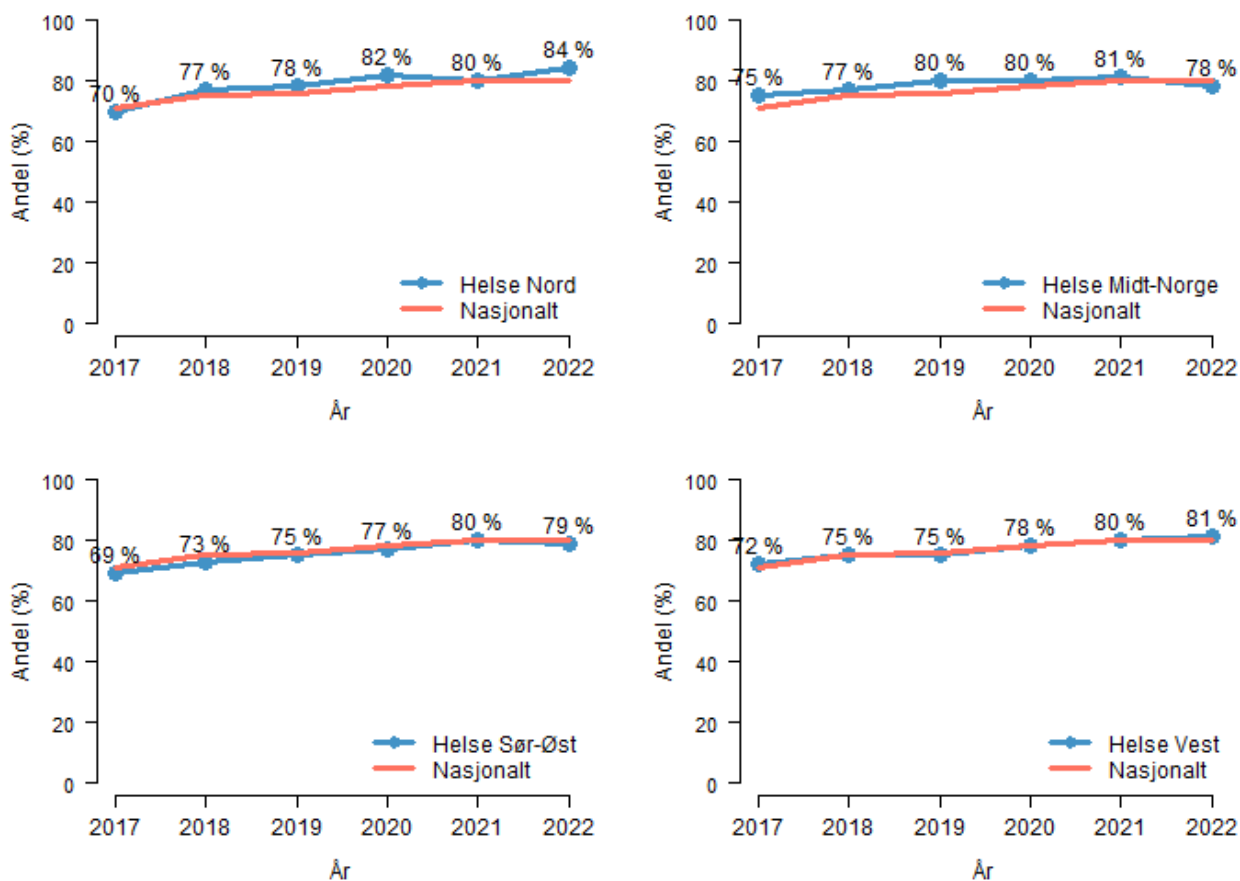 100
80
60
40
20
0
Andel (%)
70 %
77 %
78 %
82 %
80 %
84 %
Helse Nord
Nasjonalt
2017 2018 2019 2020 2021 2022
År
100
80
60
40
20
0
Andel (%)
75 %
77 %
80 %
80 %
81 %
78 %
Helse Midt-Norge
Nasjonalt
2017 2018 2019 2020 2021 2022
År
100
80
60
40
20
0
Andel (%)
69 %
73 %
75 %
77 %
80 %
79 %
Helse Sør-Øst
Nasjonalt
2017 2018 2019 2020 2021 2022
År
100
80
60
40
20
0
Andel (%)
72 %
75 %
75 %
78 %
80 %
81 %
Helse Vest
Nasjonalt
2017 2018 2019 2020 2021 2022
År